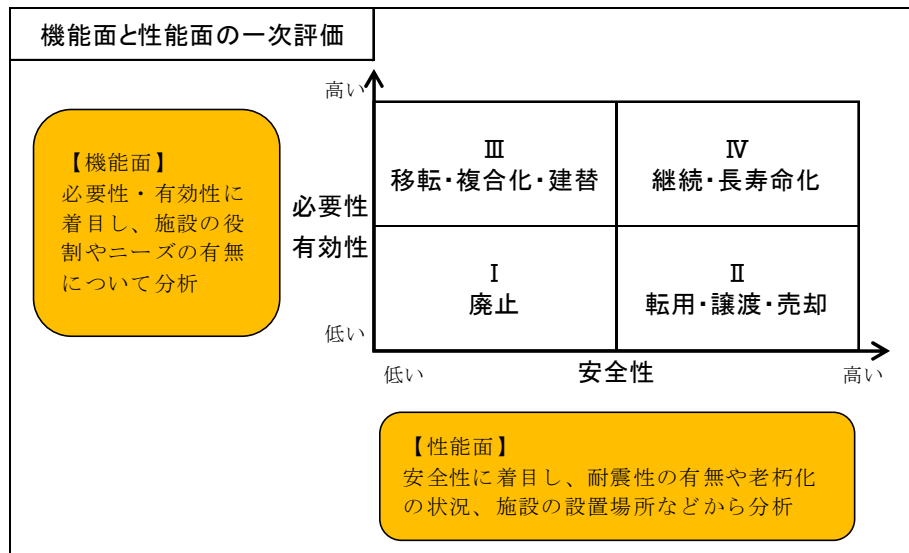 機能面と性能面の一次評価
高い
【機能面】
必要性・有効性に
着目し、施設の役
割やニーズの有無
について分析
必要性
有効性
Ⅲ
移転・複合化・建替
Ⅳ
継続・長寿命化
Ⅰ
廃止
Ⅱ
転用・譲渡・売却
低い
低い
安全性
高い
【性能面】
安全性に着目し、耐震性の有無や老朽化
の状況、施設の設置場所などから分析